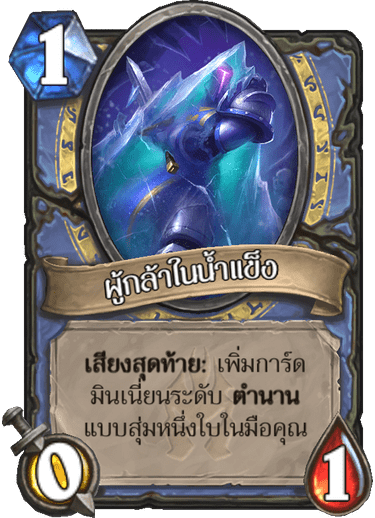 1
ผู้กล้าในน้ำแข็ง
เสียงสุดท้าย: เพิ่มการ์ด
มินเนี่ยนระดับ ตำนาน
แบบสุ่มหนึ่งใบในมือคุณ
0
1